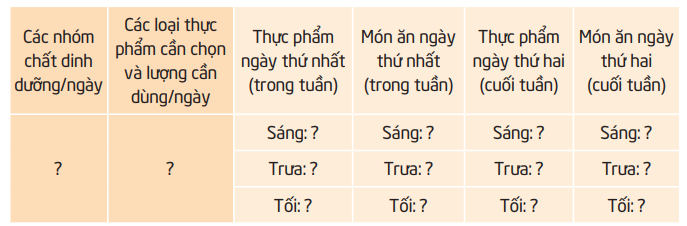 Các nhóm
chất dinh
dưỡng/ngày
Các loại thực
phẩm cần chọn
và lượng cần
dùng/ngày
Thực phẩm
ngày thứ nhất
(trong tuần)
Món ăn ngày
thứ nhất
(trong tuần)
Thực phẩm
ngày thứ hai
(cuối tuần)
Món ăn ngày
thứ hai
(cuối tuần)
?
?
Sáng: ?
Sáng: ?
Sáng: ?
Sáng: ?
Trưa: ?
Trưa: ?
Trưa: ?
Trưa: ?
Tối: ?
Tối: ?
Tối: ?
Tối: ?